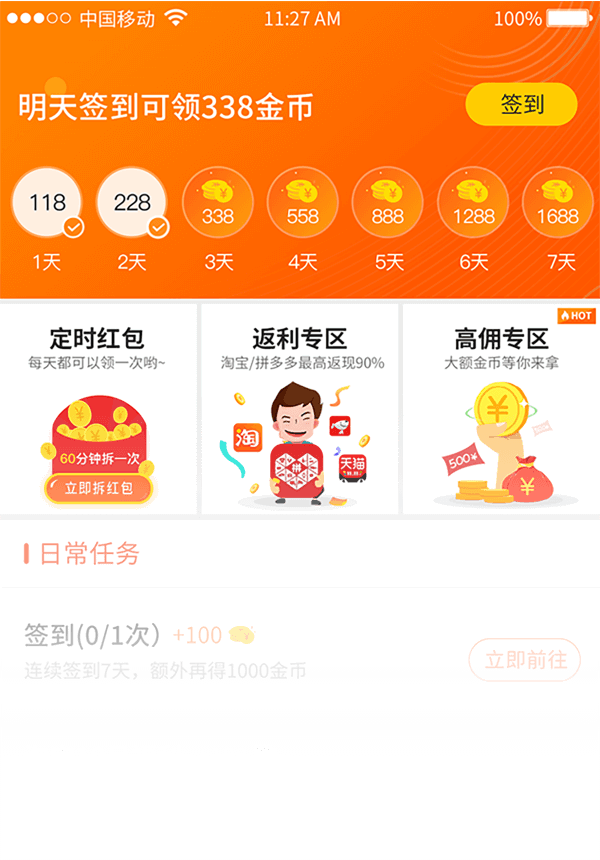 中国移动 11:27 AM 100%
明天签到可领338金币 签到
118 228 338 558 888 1288 1688
1天 2天 3天 4天 5天 6天 7天
HOT
定时红包 返利专区 高佣专区
每天都可以领一次哟~ 淘宝/拼多多最高返现90% 大额金币等你来拿
淘
拼
天猫
500¥
60分钟拆一次
立即拆红包
日常任务
签到(0/1次） +100
连续签到7天，额外再得1000金币
立即前往